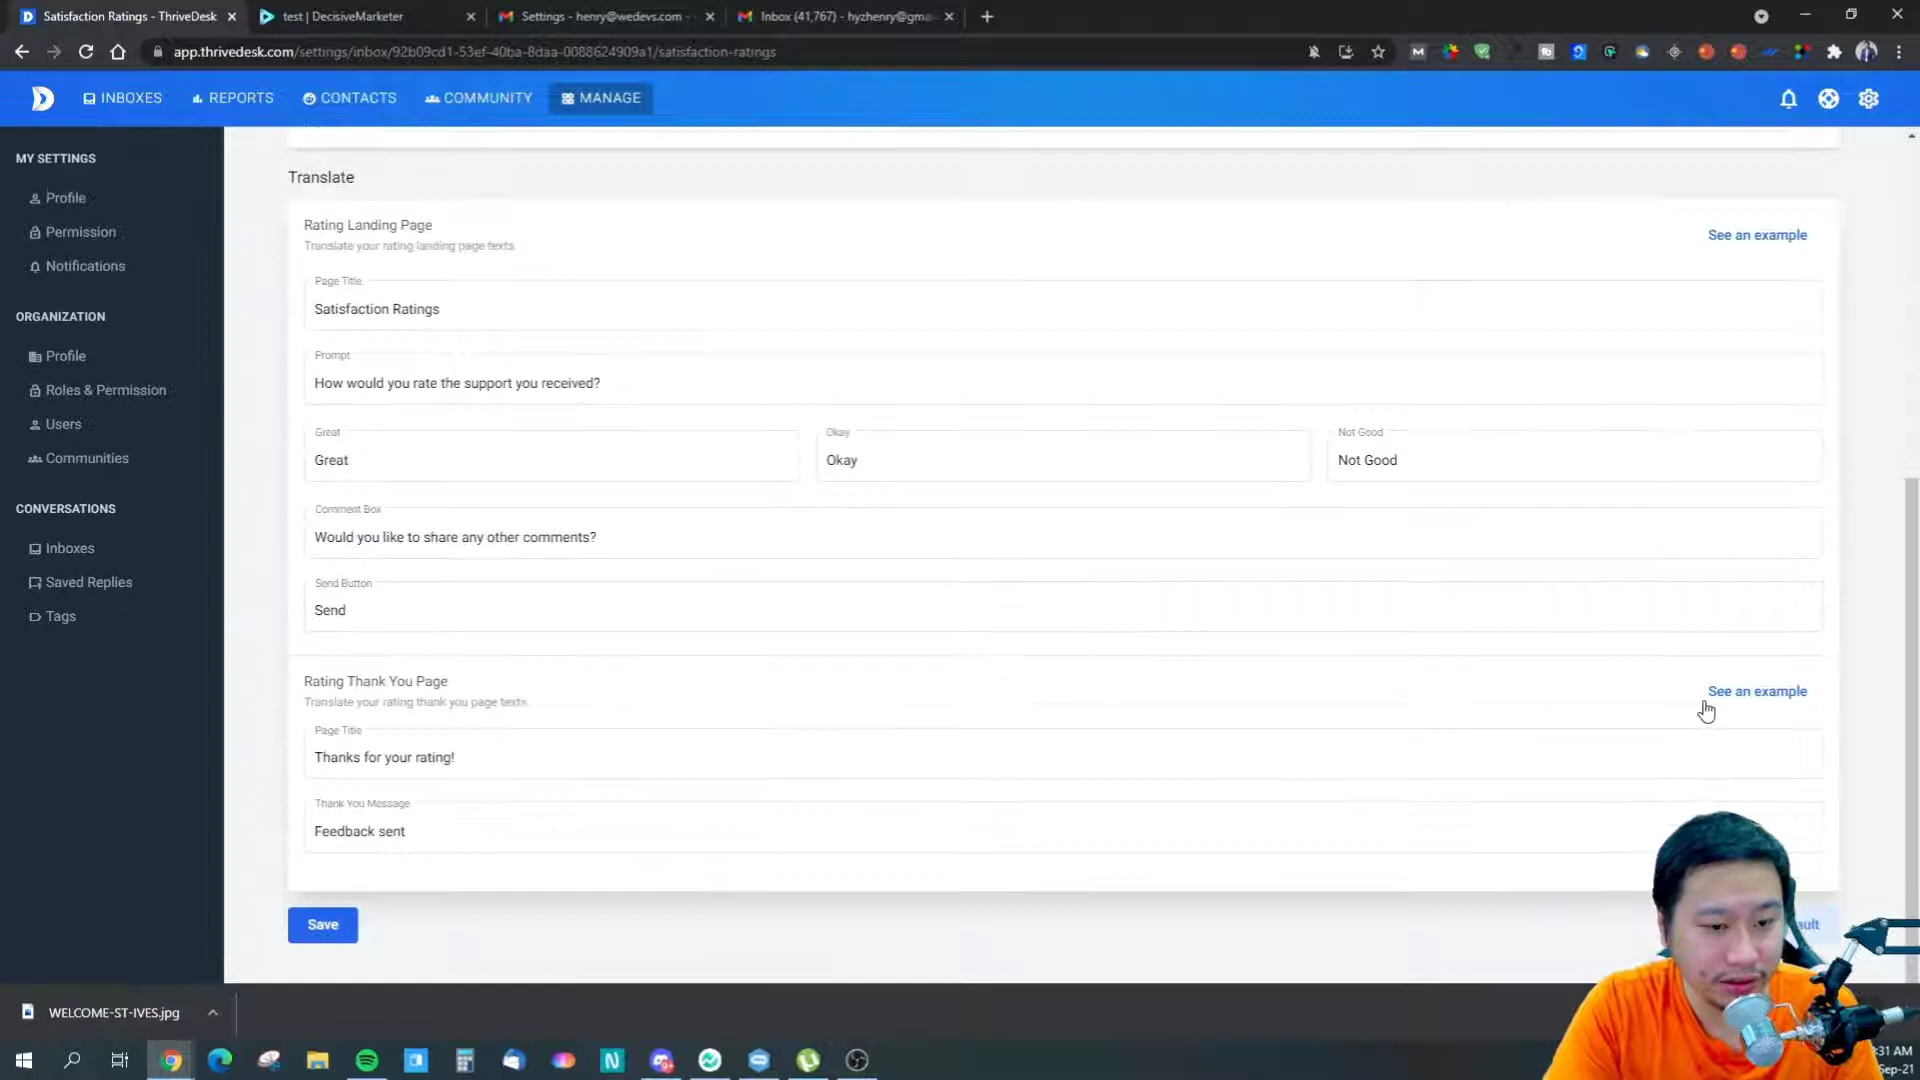 Satisfaction Ratings - ThriveDesk
test | DecisiveMarketer
Settings - henry@wedevs.com -
Inbox (41,767) - hyzhenry@gma
app.thrivedesk.com/settings/inbox/92b09cd1-53ef-40ba-8daa-0088624909a1/satisfaction-ratings
INBOXES
REPORTS
CONTACTS
COMMUNITY
MANAGE
MY SETTINGS
Profile
Permission
Notifications
ORGANIZATION
Profile
Roles & Permission
Users
Communities
CONVERSATIONS
Inboxes
Saved Replies
Tags
Translate
Rating Landing Page
See an example
Translate your rating landing page texts.
Page Title
Satisfaction Ratings
Prompt
How would you rate the support you received?
Great
Great
Okay
Okay
Not Good
Not Good
Comment Box
Would you like to share any other comments?
Send Button
Send
Rating Thank You Page
See an example
Translate your rating thank you page texts.
Page Title
Thanks for your rating!
Thank You Message
Feedback sent
Save
ault
WELCOME-ST-IVES.jpg
:31 AM
Sep-21